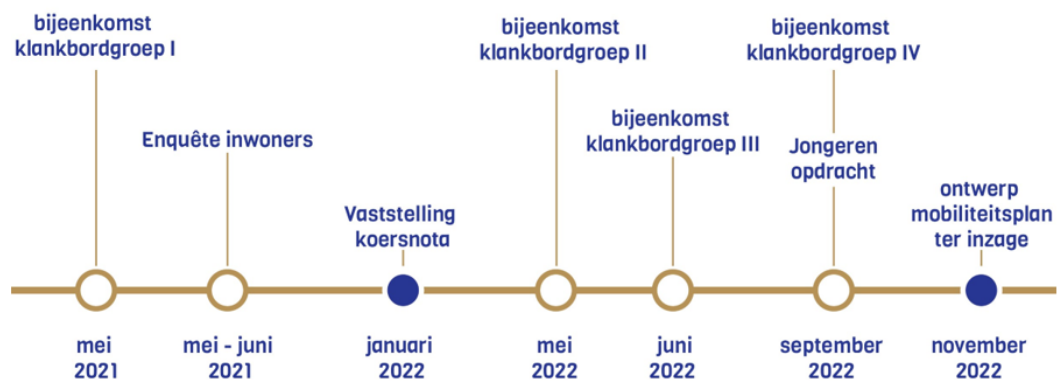 bijeenkomst
klankbordgroep I
Enquête inwoners
Vaststelling
koersnota
bijeenkomst
klankbordgroep II
bijeenkomst
klankbordgroep III
bijeenkomst
klankbordgroep IV
Jongeren
opdracht
ontwerp
mobiliteitsplan
ter inzage
mei
2021
mei - juni
2021
januari
2022
mei
2022
juni
2022
september
2022
november
2022